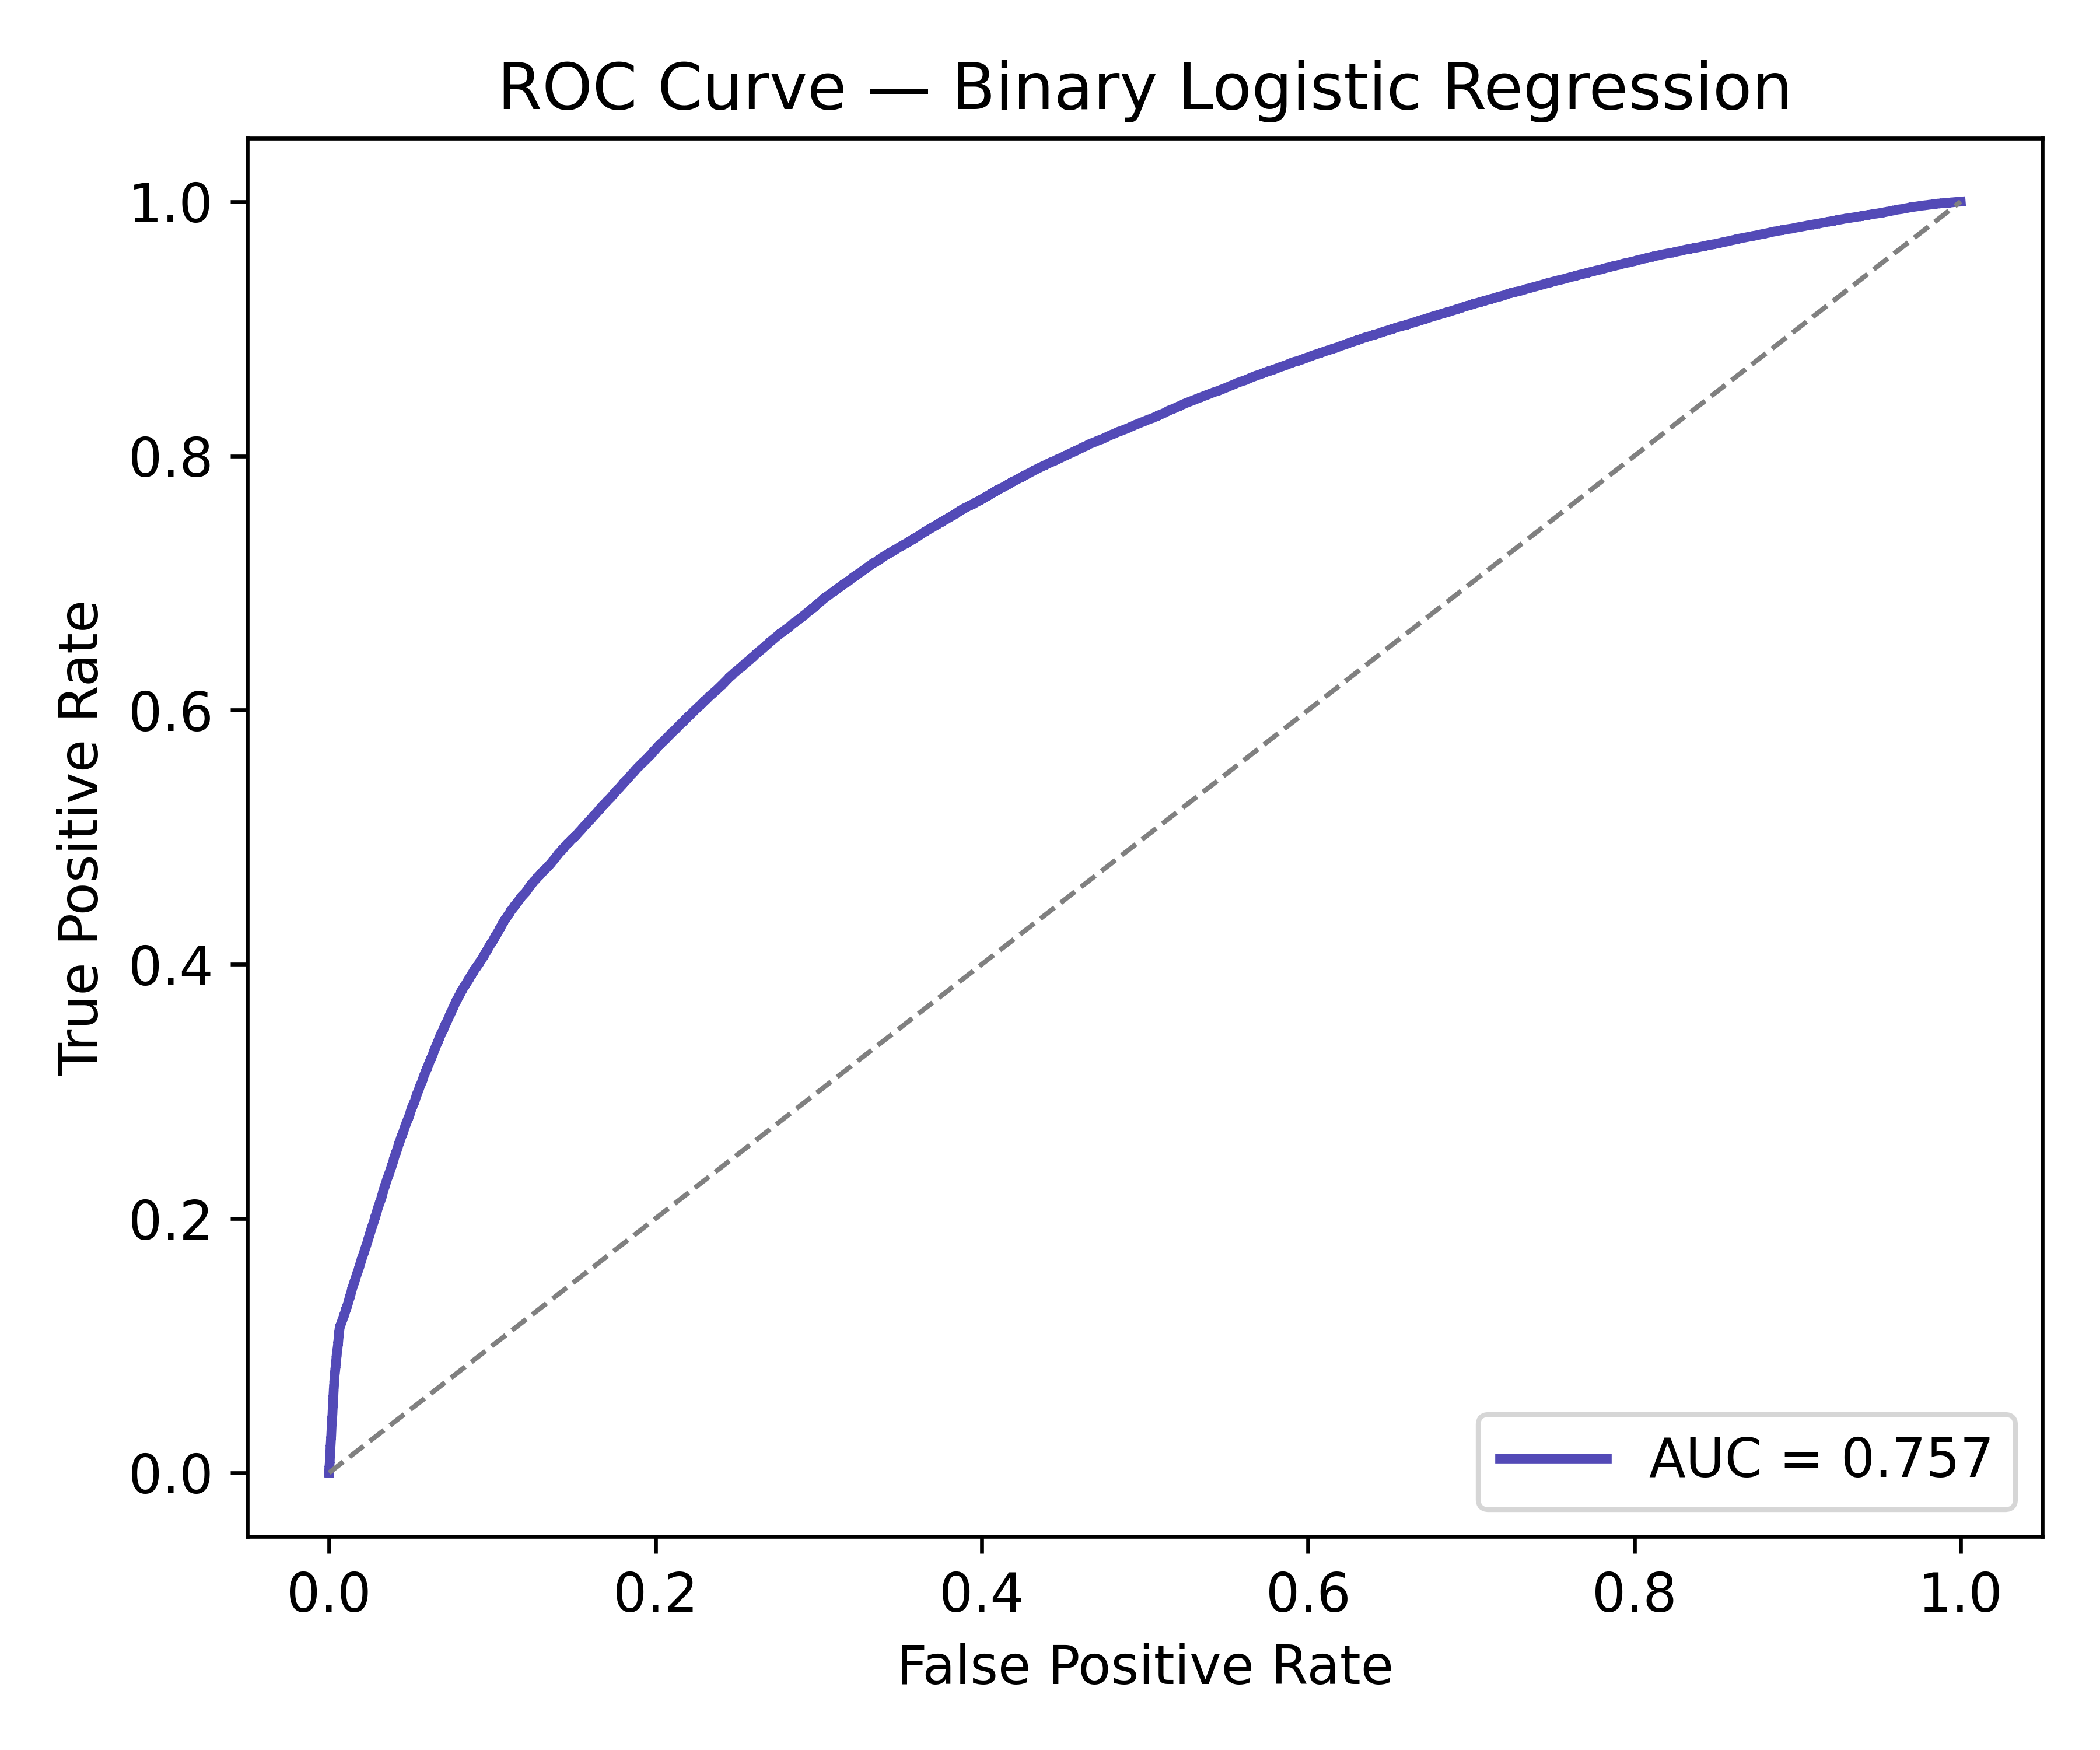 ROC Curve — Binary Logistic Regression
1.0
0.8
0.6
0.4
0.2
0.0
True Positive Rate
AUC = 0.757
0.0 0.2 0.4 0.6 0.8 1.0
False Positive Rate